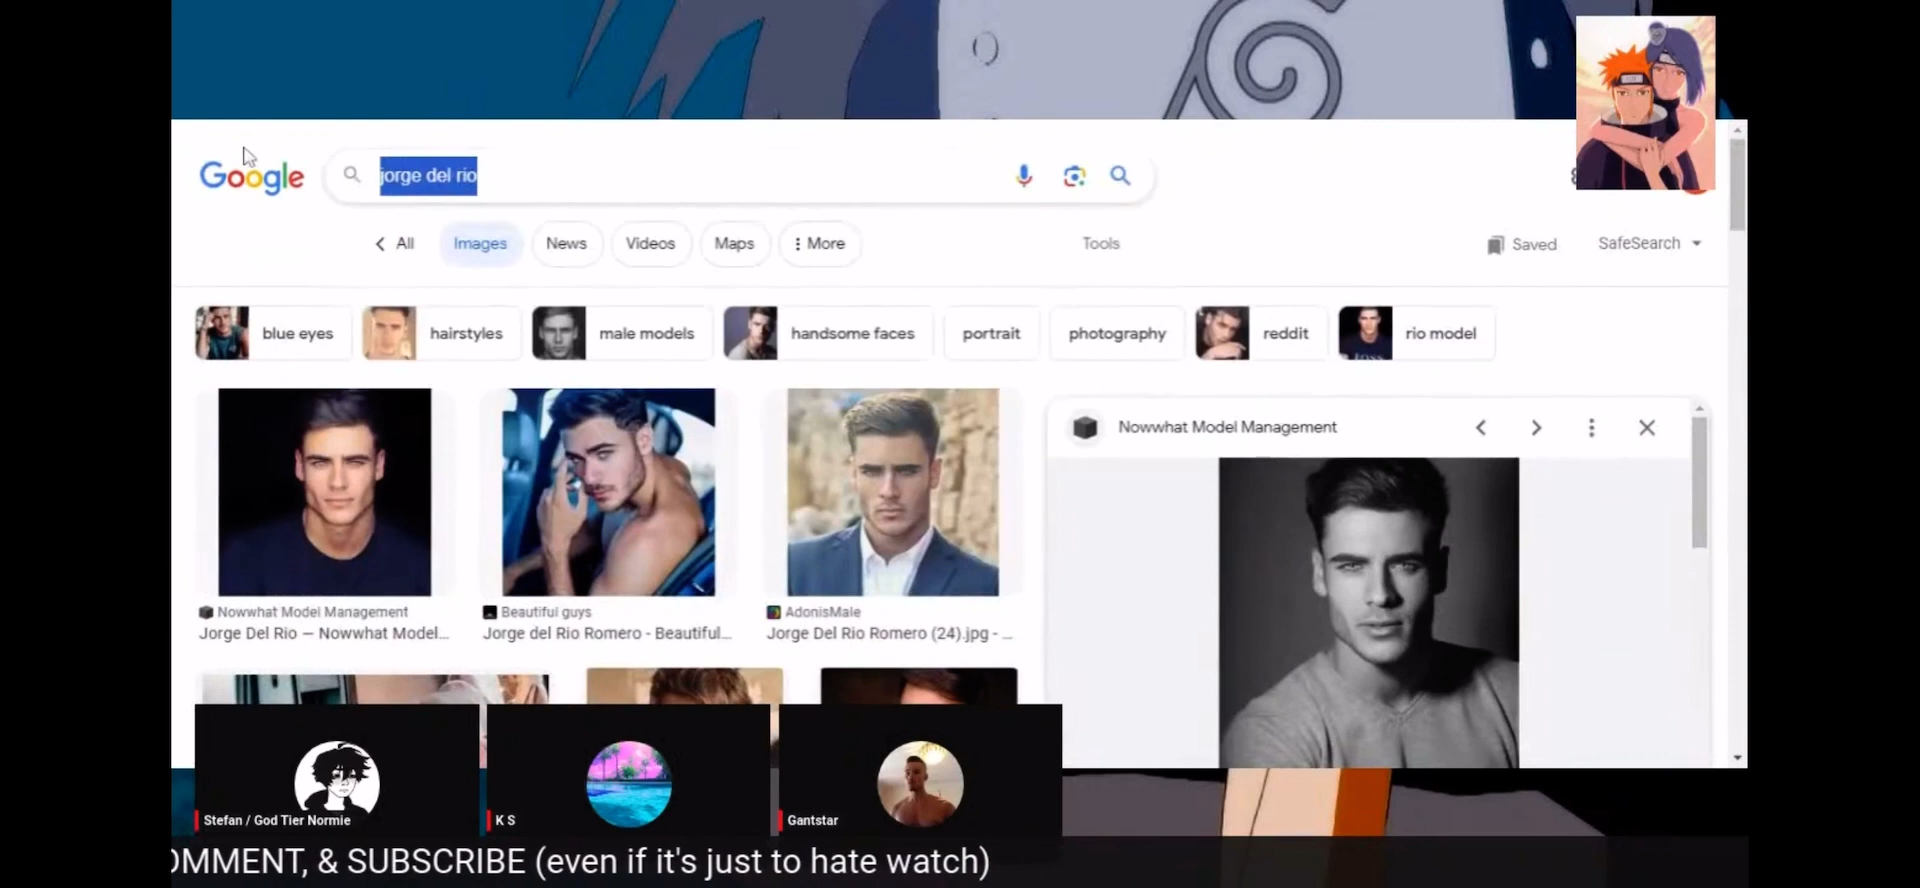 Google
jorge del rio
All Images News Videos Maps More Tools Saved SafeSearch
blue eyes hairstyles male models handsome faces portrait photography reddit rio model
Nowwhat Model Management
Nowwhat Model Management Beautiful guys AdonisMale
Jorge Del Rio – Nowwhat Model... Jorge del Rio Romero - Beautiful... Jorge Del Rio Romero (24).jpg - ...
Stefan / God Tier Normie K S Gantstar
OMMENT, & SUBSCRIBE (even if it's just to hate watch)